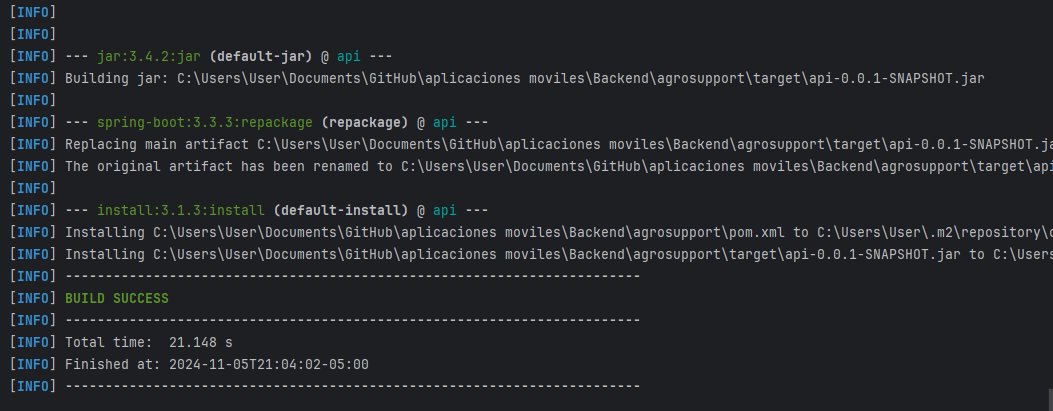 [INFO]
[INFO]
[INFO] --- jar:3.4.2:jar (default-jar) @ api ---
[INFO] Building jar: C:\Users\User\Documents\GitHub\aplicaciones moviles\Backend\agrosupport\target\api-0.0.1-SNAPSHOT.jar
[INFO]
[INFO] --- spring-boot:3.3.3:repackage (repackage) @ api ---
[INFO] Replacing main artifact C:\Users\User\Documents\GitHub\aplicaciones moviles\Backend\agrosupport\target\api-0.0.1-SNAPSHOT.ja
[INFO] The original artifact has been renamed to C:\Users\User\Documents\GitHub\aplicaciones moviles\Backend\agrosupport\target\api
[INFO]
[INFO] --- install:3.1.3:install (default-install) @ api ---
[INFO] Installing C:\Users\User\Documents\GitHub\aplicaciones moviles\Backend\agrosupport\pom.xml to C:\Users\User\.m2\repository\
[INFO] Installing C:\Users\User\Documents\GitHub\aplicaciones moviles\Backend\agrosupport\target\api-0.0.1-SNAPSHOT.jar to C:\Users
[INFO] ------------------------------------------------------------------------
[INFO] BUILD SUCCESS
[INFO] ------------------------------------------------------------------------
[INFO] Total time:  21.148 s
[INFO] Finished at: 2024-11-05T21:04:02-05:00
[INFO] ------------------------------------------------------------------------